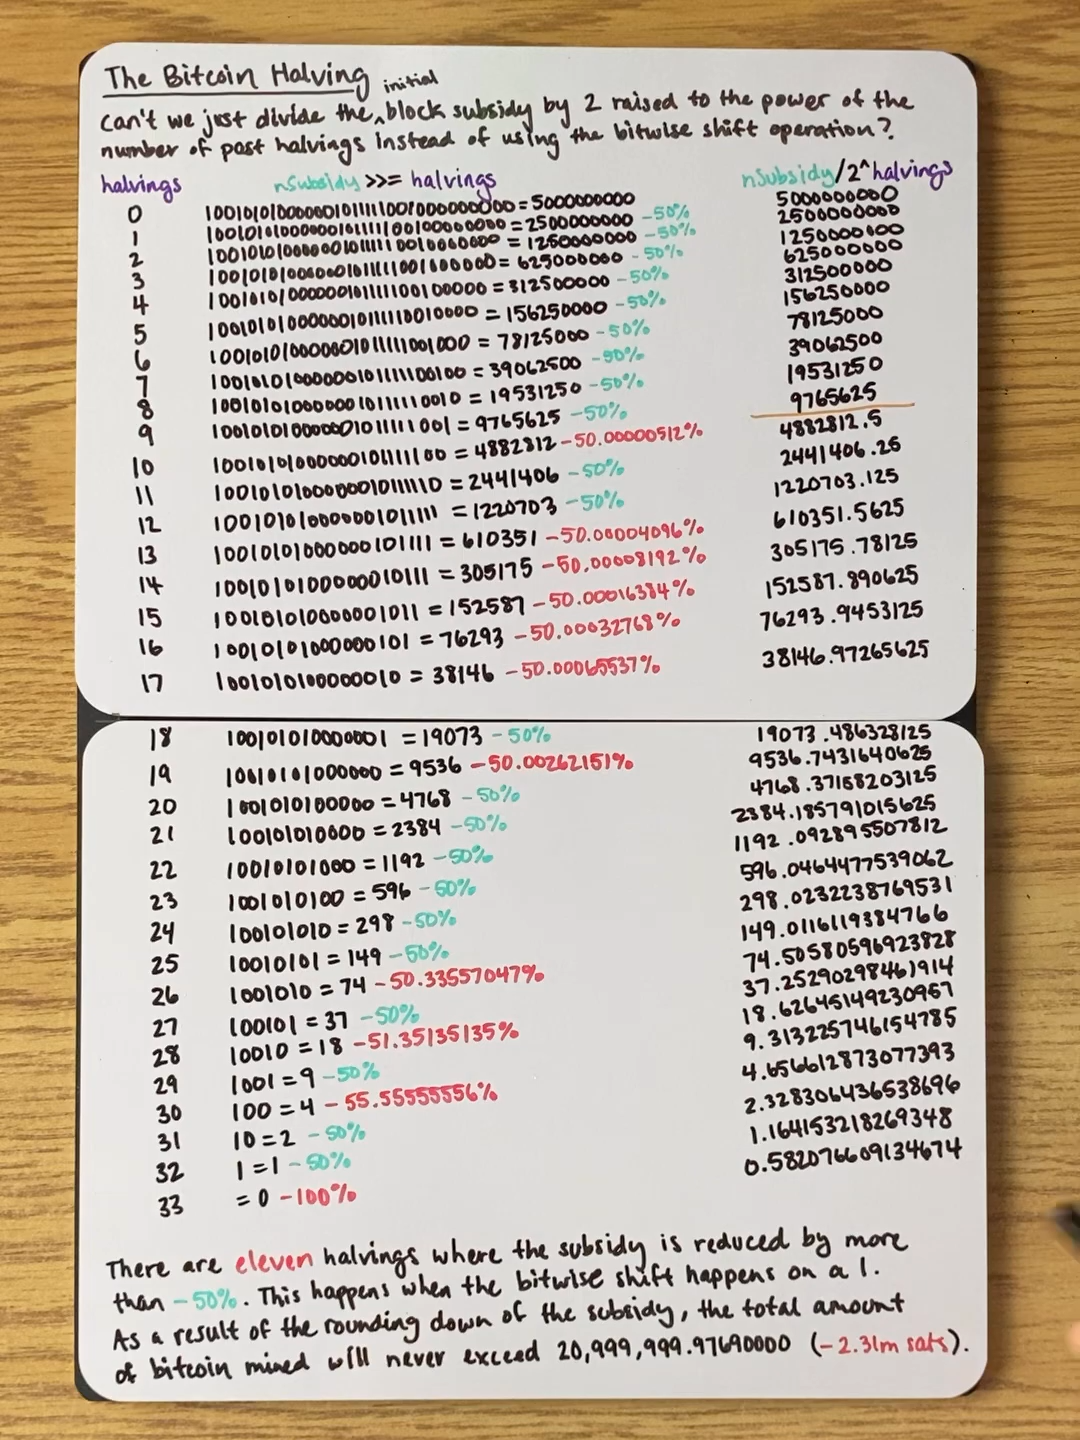 The Bitcoin Halving
can't we just divide the initial block subsidy by 2 raised to the power of the
number of past halvings instead of using the bitwise shift operation?
halvings nSubsidy >>= halvings nSubsidy/2^halvings
0 100101010000001011111001000000000 = 5000000000 5000000000
1 10010101000000101111100100000000 = 2500000000 -50% 2500000000
2 1001010100000010111110010000000 = 1250000000 -50% 1250000000
3 100101010000001011111001000000 = 625000000 -50% 625000000
4 10010101000000101111100100000 = 312500000 -50% 312500000
5 1001010100000010111110010000 = 156250000 -50% 156250000
6 100101010000001011111001000 = 78125000 -50% 78125000
7 10010101000000101111100100 = 39062500 -50% 39062500
8 1001010100000010111110010 = 19531250 -50% 19531250
9 100101010000001011111001 = 9765625 -50% 9765625
10 10010101000000101111100 = 4882812 -50.00000512% 4882812.5
11 1001010100000010111110 = 2441406 -50% 2441406.25
12 100101010000001011111 = 1220703 -50% 1220703.125
13 10010101000000101111 = 610351 -50.00004096% 610351.5625
14 1001010100000010111 = 305175 -50.00008192% 305175.78125
15 100101010000001011 = 152587 -50.00016384% 152587.890625
16 10010101000000101 = 76293 -50.00032768% 76293.9453125
17 1001010100000010 = 38146 -50.00065537% 38146.97265625
18 100101010000001 = 19073 -50% 19073.486328125
19 10010101000000 = 9536 -50.00262151% 9536.7431640625
20 1001010100000 = 4768 -50% 4768.37158203125
21 100101010000 = 2384 -50% 2384.185791015625
22 10010101000 = 1192 -50% 1192.092895507812
23 1001010100 = 596 -50% 596.0464477539062
24 100101010 = 298 -50% 298.0232238769531
25 10010101 = 149 -50% 149.0116119384766
26 1001010 = 74 -50.33557047% 74.50580596923828
27 100101 = 37 -50% 37.25290298461914
28 10010 = 18 -51.35135135% 18.62645149230957
29 1001 = 9 -50% 9.313225746154785
30 100 = 4 -55.55555556% 4.656612873077393
31 10 = 2 -50% 2.328306436538696
32 1 = 1 -50% 1.164153218269348
33 = 0 -100% 0.582076609134674
There are eleven halvings where the subsidy is reduced by more
than -50%. This happens when the bitwise shift happens on a 1.
As a result of the rounding down of the subsidy, the total amount
of bitcoin mined will never exceed 20,999,999.97690000 (-2.31m sats).